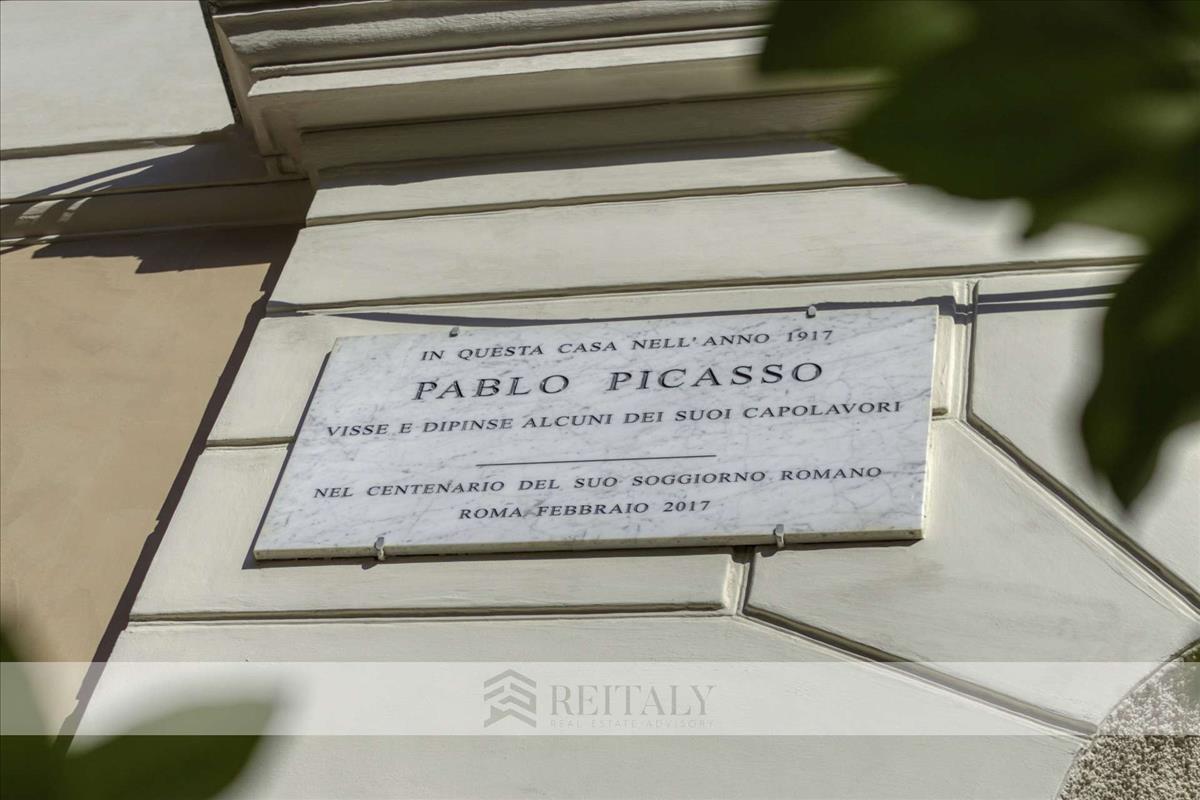 IN QUESTA CASA NELL'ANNO 1917
PABLO PICASSO
VISSE E DIPINSE ALCUNI DEI SUOI CAPOLAVORI
NEL CENTENARIO DEL SUO SOGGIORNO ROMANO
ROMA FEBBRAIO 2017
REITALY
REAL ESTATE ADVISORY